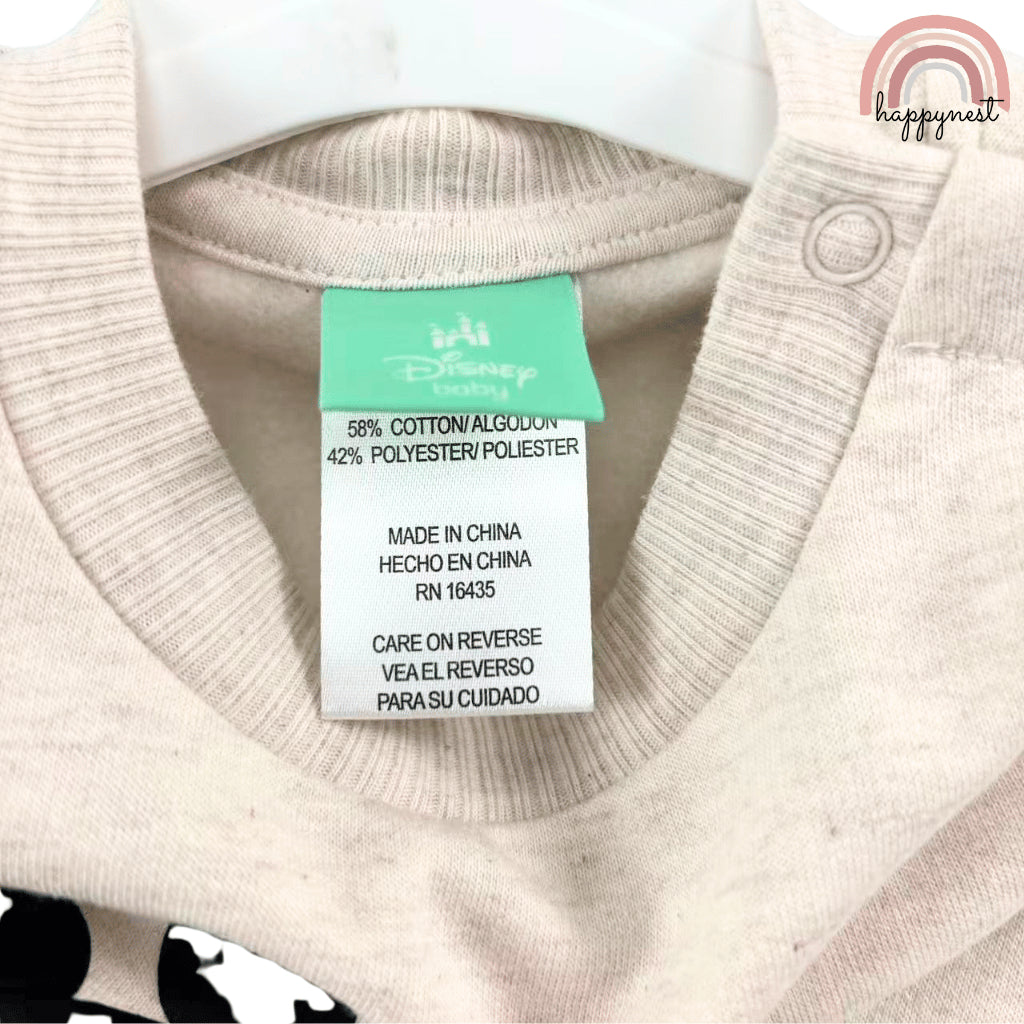 happynest
Disney
baby
58% COTTON/ALGODON
42% POLYESTER/POLIESTER
MADE IN CHINA
HECHO EN CHINA
RN 16435
CARE ON REVERSE
VEA EL REVERSO
PARA SU CUIDADO